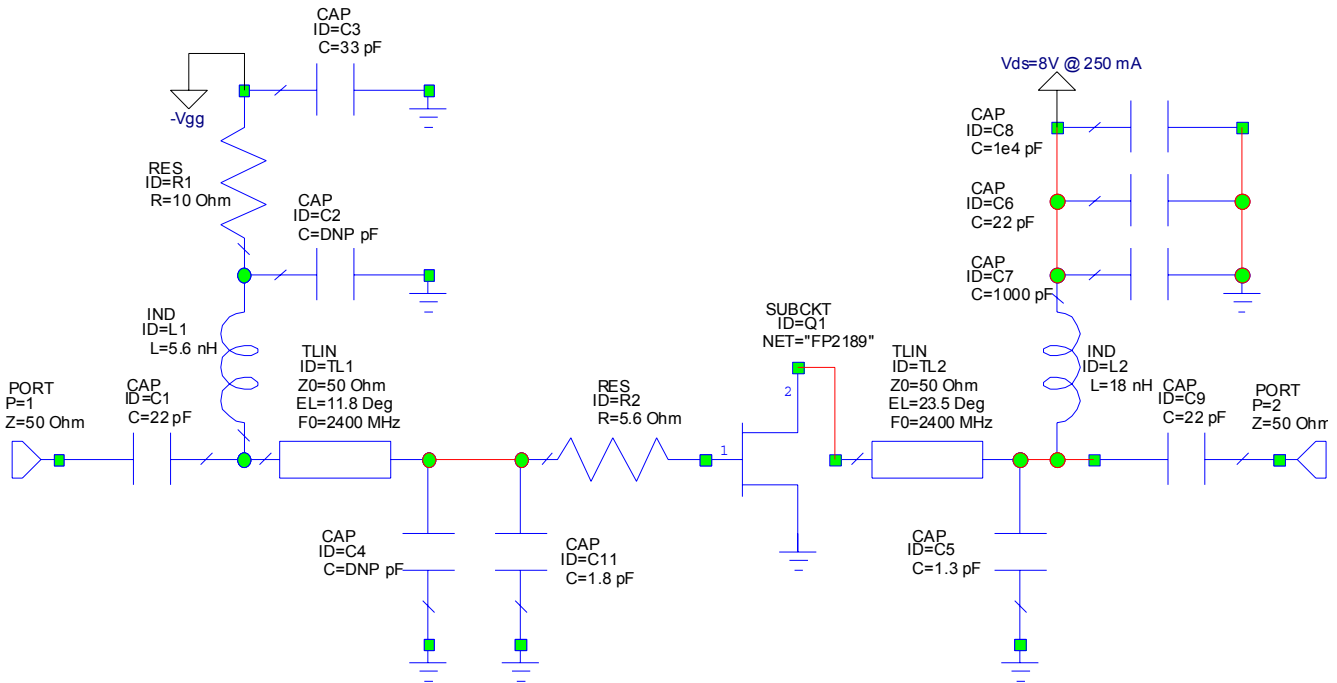 CAP
ID=C3
C=33 pF
-Vgg
RES
ID=R1
R=10 Ohm
CAP
ID=C2
C=DNP pF
IND
ID=L1
L=5.6 nH
PORT
P=1
Z=50 Ohm
CAP
ID=C1
C=22 pF
TLIN
ID=TL1
Z0=50 Ohm
EL=11.8 Deg
F0=2400 MHz
CAP
ID=C4
C=DNP pF
CAP
ID=C11
C=1.8 pF
RES
ID=R2
R=5.6 Ohm
SUBCKT
ID=Q1
NET="FP2189"
2
1
Vds=8V @ 250 mA
CAP
ID=C8
C=1e4 pF
CAP
ID=C6
C=22 pF
CAP
ID=C7
C=1000 pF
TLIN
ID=TL2
Z0=50 Ohm
EL=23.5 Deg
F0=2400 MHz
IND
ID=L2
L=18 nH
CAP
ID=C9
C=22 pF
PORT
P=2
Z=50 Ohm
CAP
ID=C5
C=1.3 pF